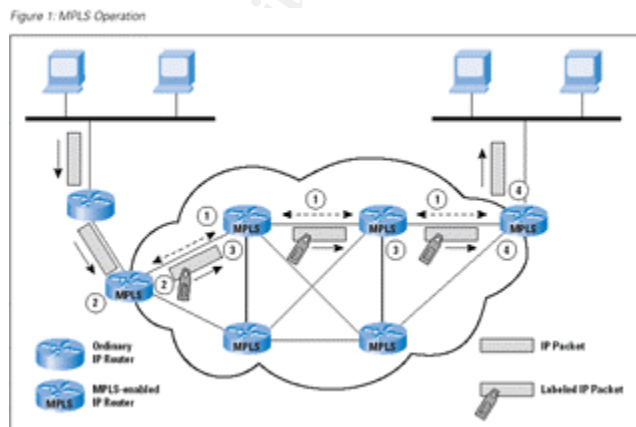 Figure 1: MPLS Operation
1
1
1
4
MPLS
MPLS
MPLS
3
3
4
2
MPLS
2
MPLS
MPLS
Ordinary
IP Router
IP Packet
MPLS
MPLS-enabled
IP Router
Labeled IP Packet